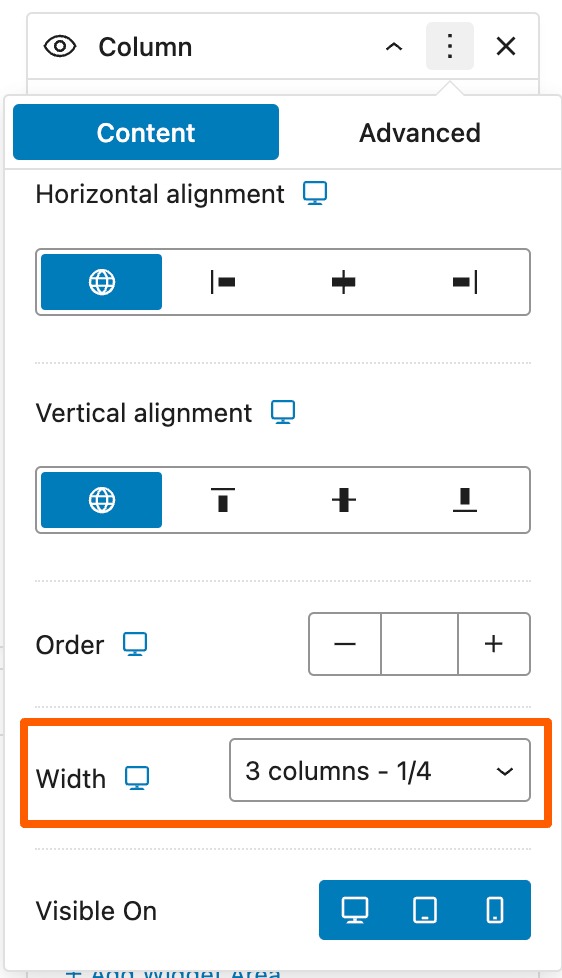 Column
Content
Advanced
Horizontal alignment
Vertical alignment
Order
Width
3 columns - 1/4
Visible On
+ Add Widget Area